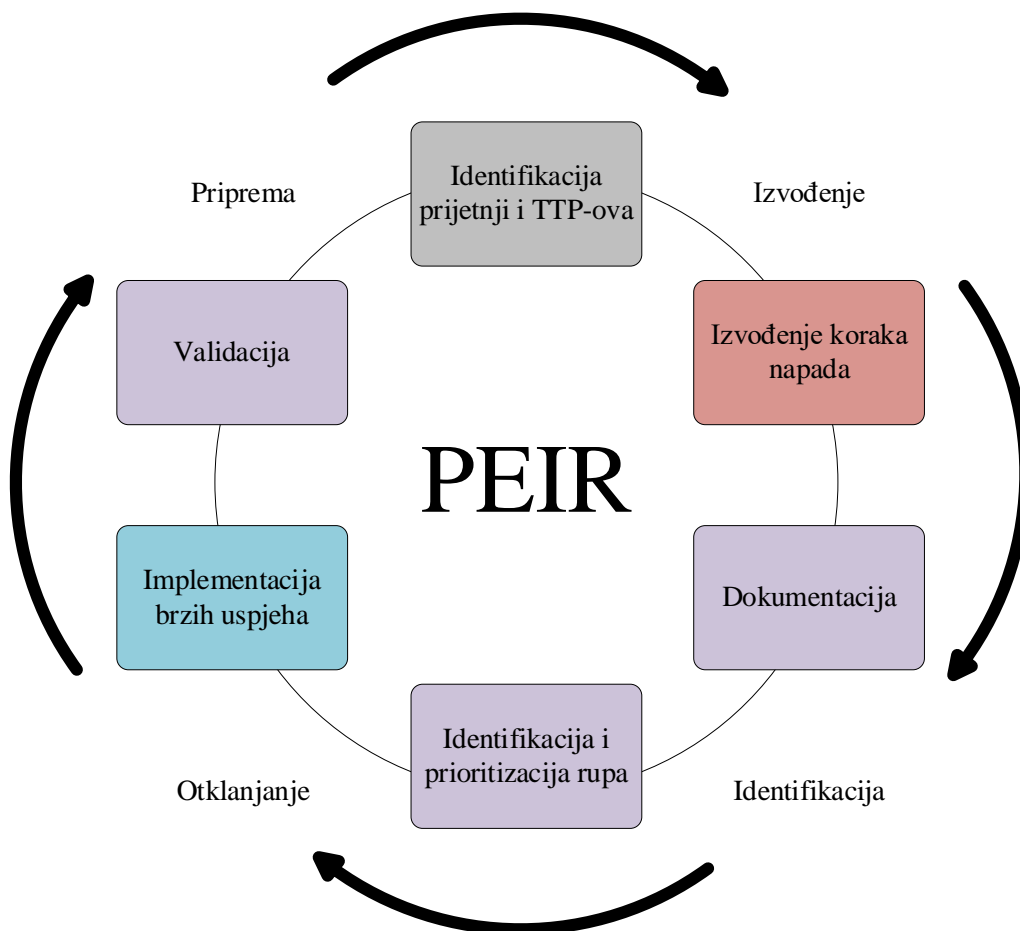 Identifikacija
prijetnji i TTP-ova
Priprema
Izvođenje
Validacija
Izvođenje koraka
napada
PEIR
Implementacija
brzih uspjeha
Dokumentacija
Identifikacija i
prioritizacija rupa
Otklanjanje
Identifikacija